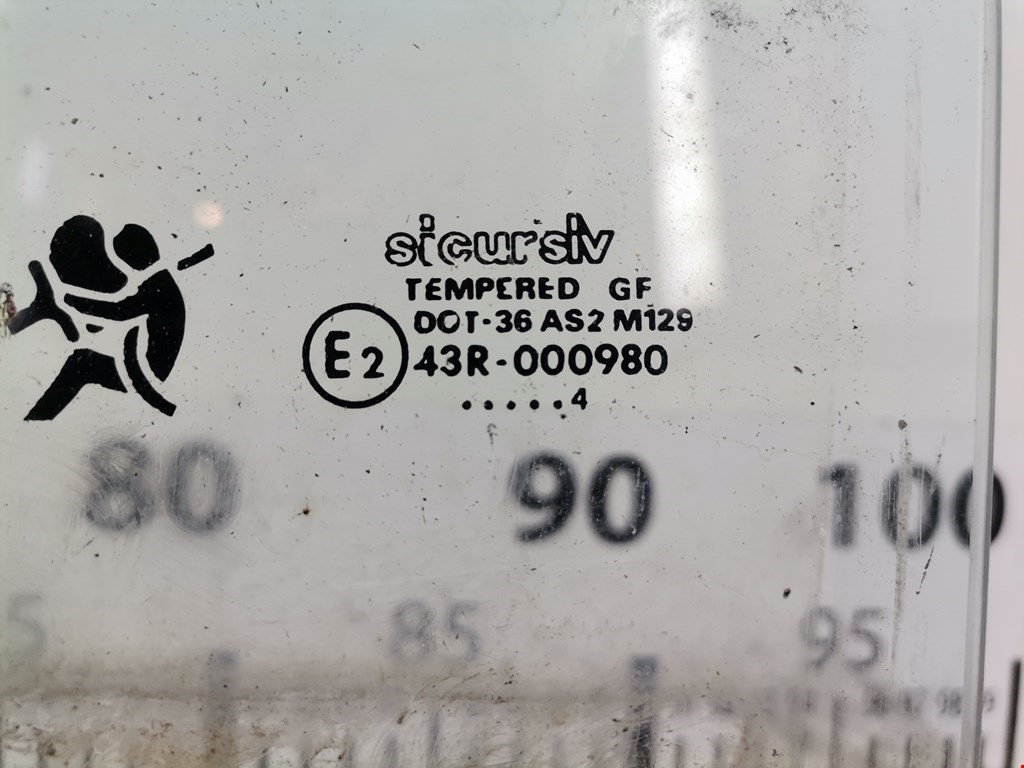 sicursiv
TEMPERED GF
DOT-36 AS2 M129
E2 43R-000980
.....4
80 90 100
85 95